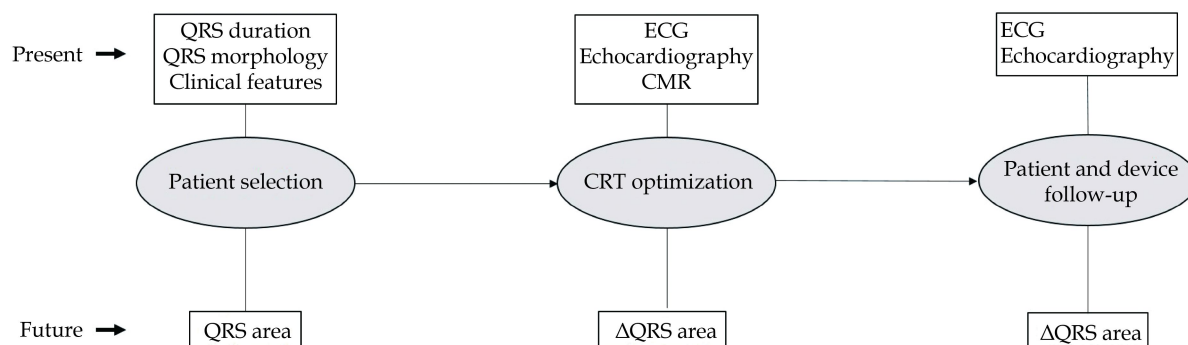 Present
QRS duration
QRS morphology
Clinical features
ECG
Echocardiography
CMR
ECG
Echocardiography
Patient selection
CRT optimization
Patient and device
follow-up
Future
QRS area
ΔQRS area
ΔQRS area